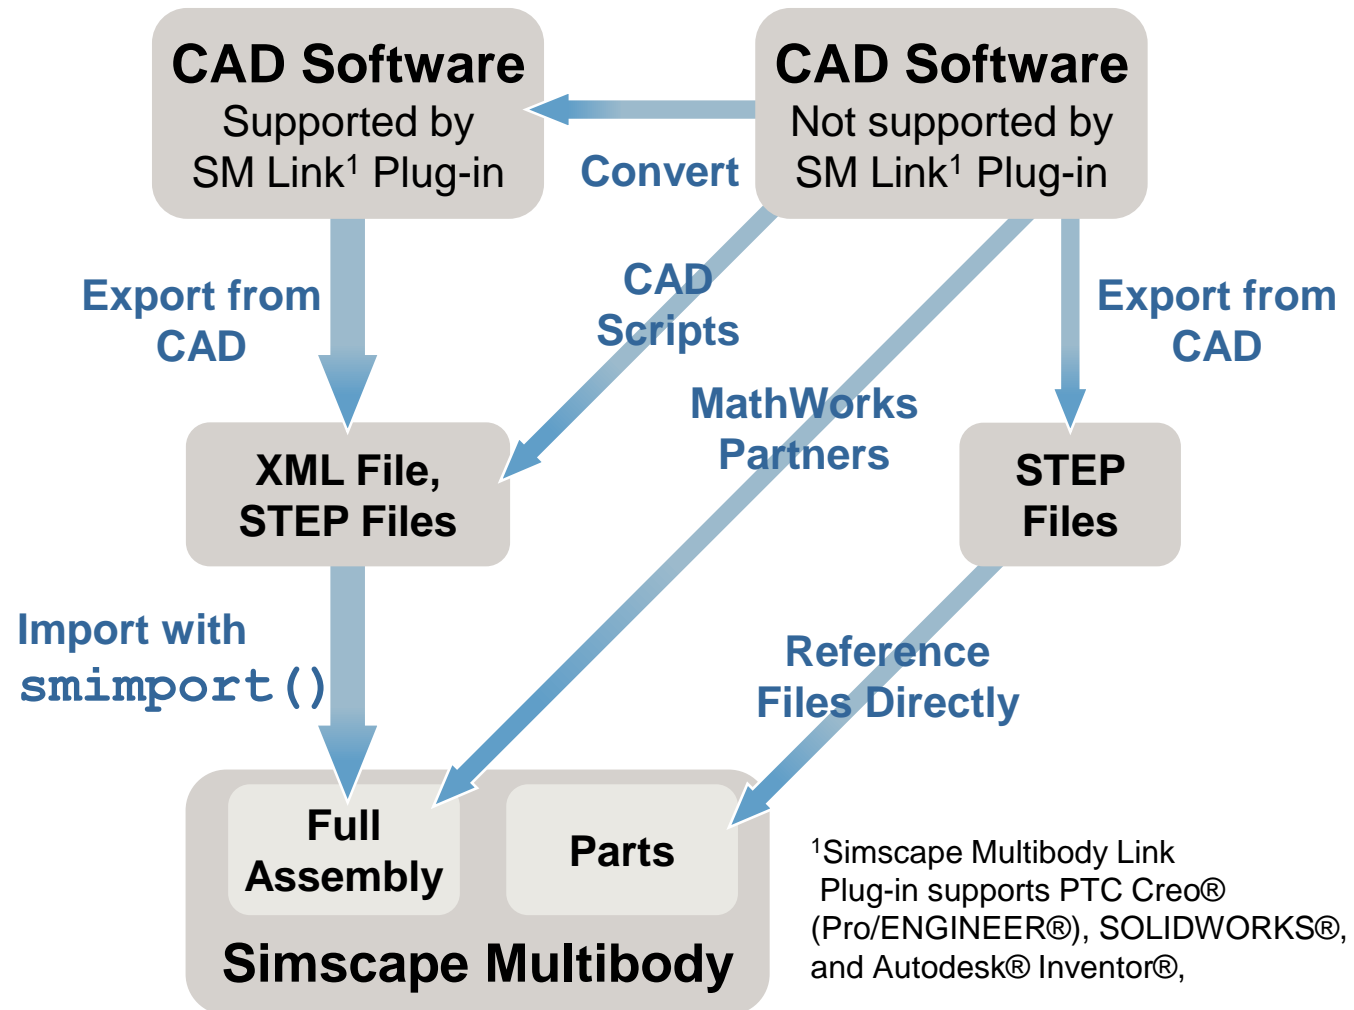 CAD Software
Supported by
SM Link¹ Plug-in
CAD Software
Not supported by
SM Link¹ Plug-in
Convert
Export from
CAD
CAD
Scripts
MathWorks
Partners
Export from
CAD
XML File,
STEP Files
STEP
Files
Import with
smimport()
Reference
Files Directly
Full
Assembly
Parts
Simscape Multibody
¹Simscape Multibody Link
Plug-in supports PTC Creo®
(Pro/ENGINEER®), SOLIDWORKS®,
and Autodesk® Inventor®,